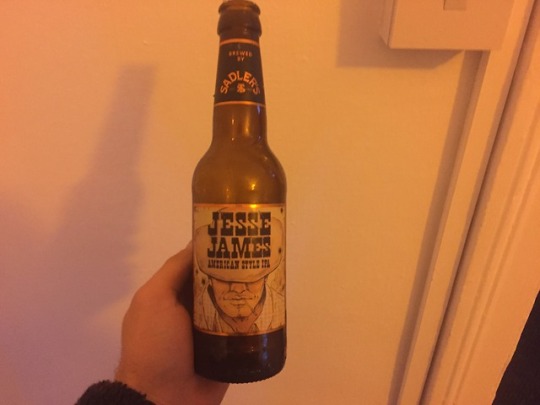 BREWED
BY
SADLER'S
JESSE
JAMES
AMERICAN STYLE IPA